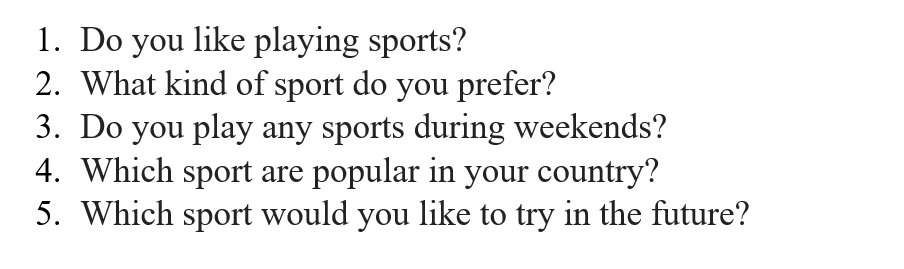 1. Do you like playing sports?
2. What kind of sport do you prefer?
3. Do you play any sports during weekends?
4. Which sport are popular in your country?
5. Which sport would you like to try in the future?